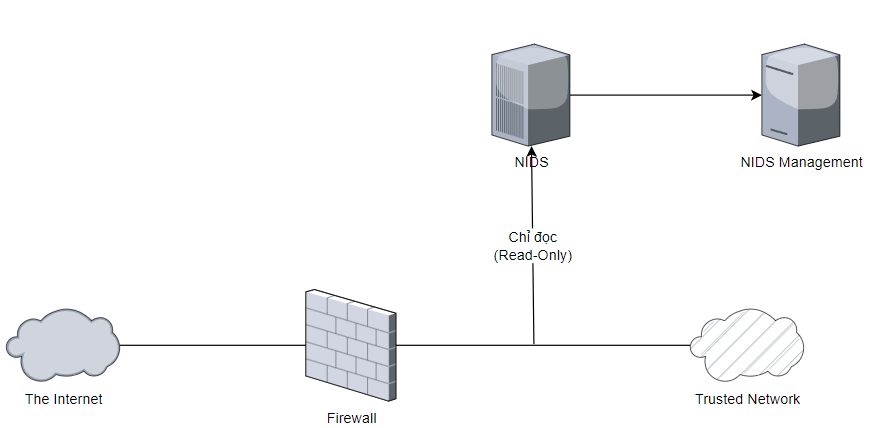 NIDS
NIDS Management
Chỉ đọc
(Read-Only)
The Internet
Firewall
Trusted Network